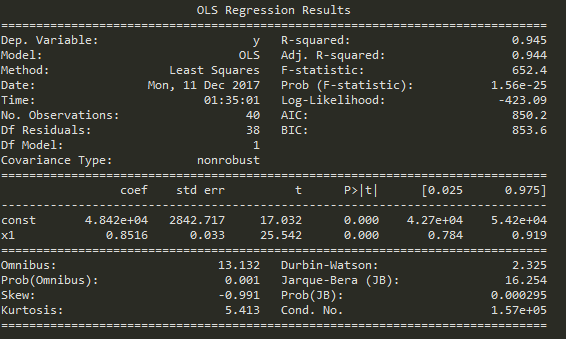 OLS Regression Results
==============================================================================
Dep. Variable:                      y   R-squared:                       0.945
Model:                            OLS   Adj. R-squared:                  0.944
Method:                 Least Squares   F-statistic:                     652.4
Date:                Mon, 11 Dec 2017   Prob (F-statistic):           1.56e-25
Time:                        01:35:01   Log-Likelihood:                -423.09
No. Observations:                  40   AIC:                             850.2
Df Residuals:                      38   BIC:                             853.6
Df Model:                           1
Covariance Type:            nonrobust
==============================================================================
                 coef    std err          t      P>|t|      [0.025      0.975]
------------------------------------------------------------------------------
const       4.842e+04   2842.717     17.032      0.000    4.27e+04    5.42e+04
x1             0.8516      0.033     25.542      0.000       0.784       0.919
==============================================================================
Omnibus:                       13.132   Durbin-Watson:                   2.325
Prob(Omnibus):                  0.001   Jarque-Bera (JB):               16.254
Skew:                          -0.991   Prob(JB):                     0.000295
Kurtosis:                       5.413   Cond. No.                     1.57e+05
==============================================================================